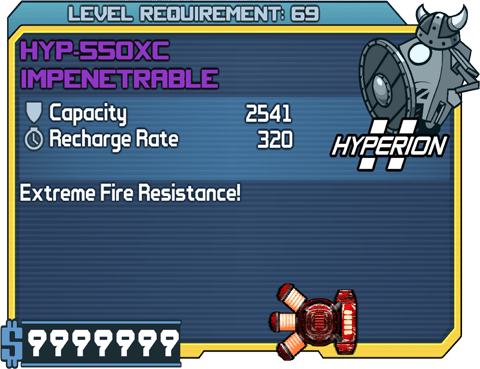 LEVEL REQUIREMENT: 69
HYP-550XC
IMPENETRABLE
Capacity 2541
Recharge Rate 320
HYPERION
Extreme Fire Resistance!
$9999999